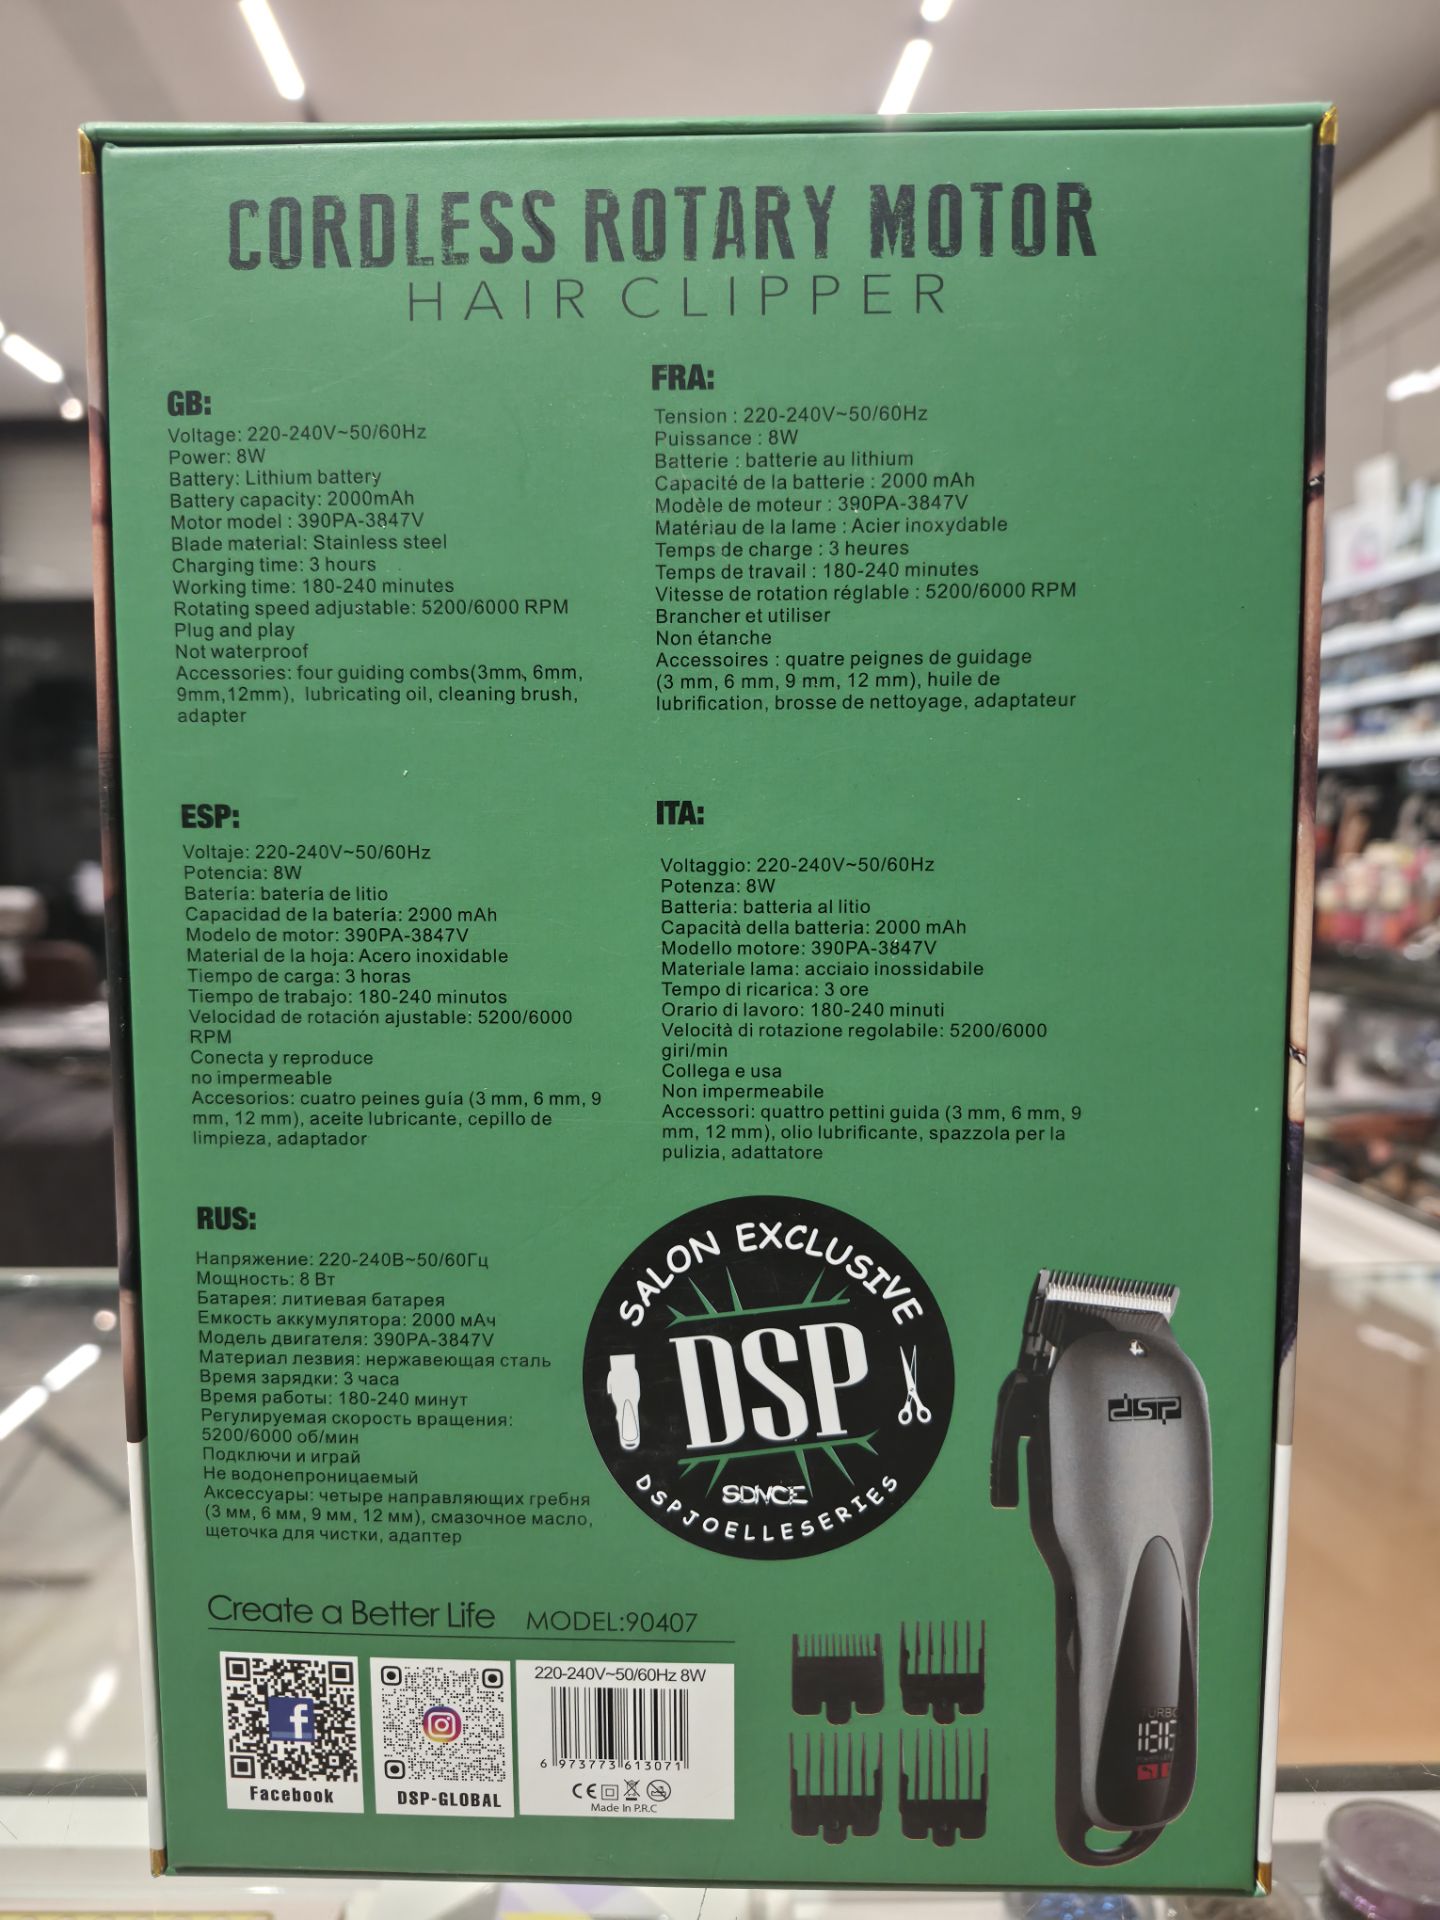 CORDLESS ROTARY MOTOR
HAIR CLIPPER
GB:
Voltage: 220-240V~50/60Hz
Power: 8W
Battery: Lithium battery
Battery capacity: 2000mAh
Motor model : 390PA-3847V
Blade material: Stainless steel
Charging time: 3 hours
Working time: 180-240 minutes
Rotating speed adjustable: 5200/6000 RPM
Plug and play
Not waterproof
Accessories: four guiding combs(3mm、6mm,
9mm,12mm), lubricating oil, cleaning brush,
adapter
FRA:
Tension : 220-240V~50/60Hz
Puissance : 8W
Batterie : batterie au lithium
Capacité de la batterie : 2000 mAh
Modèle de moteur : 390PA-3847V
Matériau de la lame : Acier inoxydable
Temps de charge : 3 heures
Temps de travail : 180-240 minutes
Vitesse de rotation réglable : 5200/6000 RPM
Brancher et utiliser
Non étanche
Accessoires : quatre peignes de guidage
(3 mm, 6 mm, 9 mm, 12 mm), huile de
lubrification, brosse de nettoyage, adaptateur
ESP:
Voltaje: 220-240V~50/60Hz
Potencia: 8W
Batería: batería de litio
Capacidad de la batería: 2000 mAh
Modelo de motor: 390PA-3847V
Material de la hoja: Acero inoxidable
Tiempo de carga: 3 horas
Tiempo de trabajo: 180-240 minutos
Velocidad de rotación ajustable: 5200/6000
RPM
Conecta y reproduce
no impermeable
Accesorios: cuatro peines guía (3 mm, 6 mm, 9
mm, 12 mm), aceite lubricante, cepillo de
limpieza, adaptador
ITA:
Voltaggio: 220-240V~50/60Hz
Potenza: 8W
Batteria: batteria al litio
Capacità della batteria: 2000 mAh
Modello motore: 390PA-3847V
Materiale lama: acciaio inossidabile
Tempo di ricarica: 3 ore
Orario di lavoro: 180-240 minuti
Velocità di rotazione regolabile: 5200/6000
giri/min
Collega e usa
Non impermeabile
Accessori: quattro pettini guida (3 mm, 6 mm, 9
mm, 12 mm), olio lubrificante, spazzola per la
pulizia, adattatore
RUS:
Напряжение: 220-240В~50/60Гц
Мощность: 8 Вт
Батарея: литиевая батарея
Емкость аккумулятора: 2000 мАч
Модель двигателя: 390PA-3847V
Материал лезвия: нержавеющая сталь
Время зарядки: 3 часа
Время работы: 180-240 минут
Регулируемая скорость вращения:
5200/6000 об/мин
Подключи и играй
Не водонепроницаемый
Аксессуары: четыре направляющих гребня
(3 мм, 6 мм, 9 мм, 12 мм), смазочное масло,
щеточка для чистки, адаптер
SALON EXCLUSIVE
DSP
DSPJOELLESERIES
dsp
TURBO
Create a Better Life MODEL:90407
Facebook
DSP-GLOBAL
220-240V~50/60Hz 8W
6 973773 613071
CE
Made In P.R.C